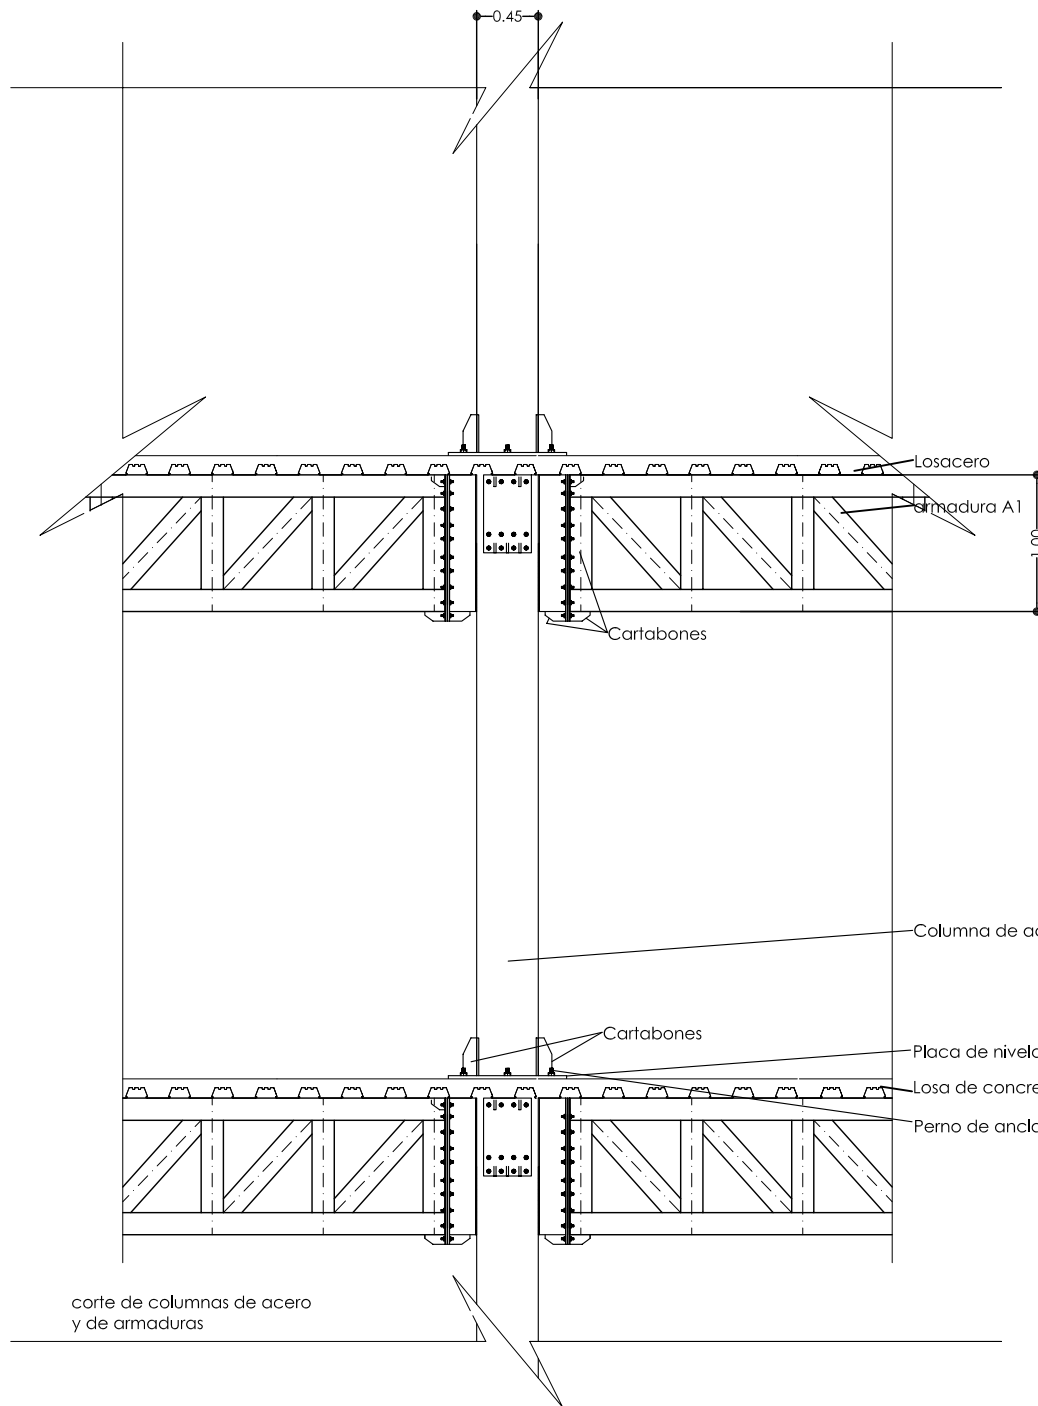 0.45
Losacero
armadura A1
1.00
Cartabones
Columna de ac
Cartabones
Placa de nivela
Losa de concre
Perno de ancla
corte de columnas de acero
y de armaduras